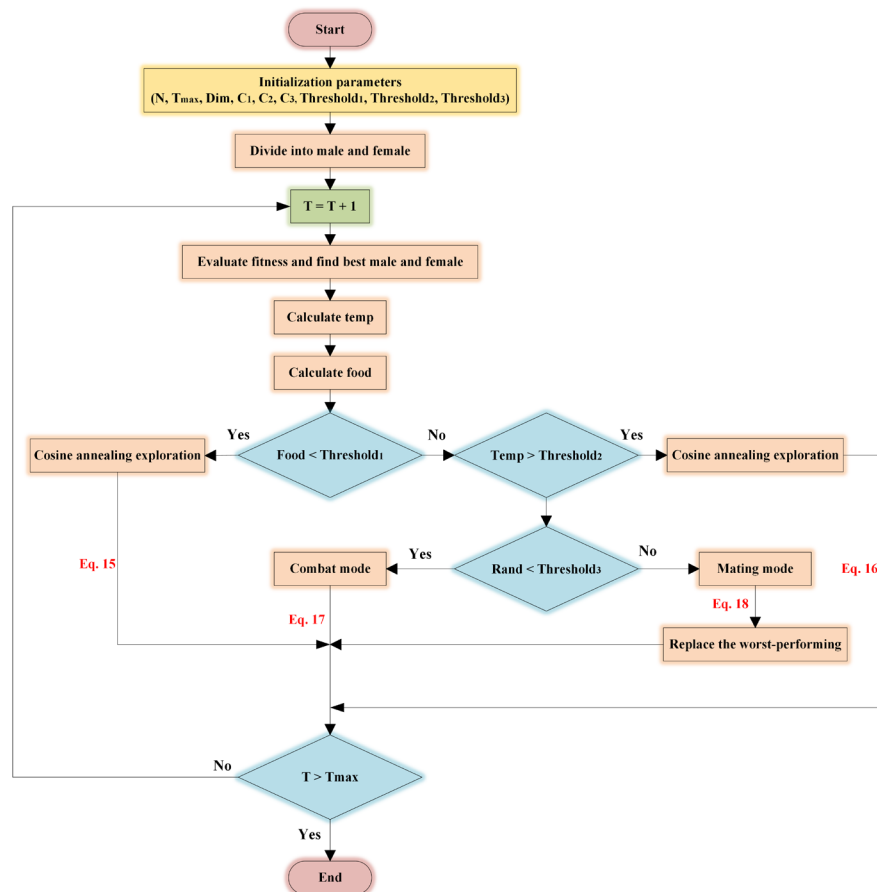 Start
Initialization parameters
(N, Tmax, Dim, C1, C2, C3, Threshold1, Threshold2, Threshold3)
Divide into male and female
T = T + 1
Evaluate fitness and find best male and female
Calculate temp
Calculate food
Yes
No
Yes
Cosine annealing exploration
Food < Threshold1
Temp > Threshold2
Cosine annealing exploration
Eq. 15
Yes
No
Combat mode
Rand < Threshold3
Mating mode
Eq. 16
Eq. 17
Eq. 18
Replace the worst-performing
No
T > Tmax
Yes
End